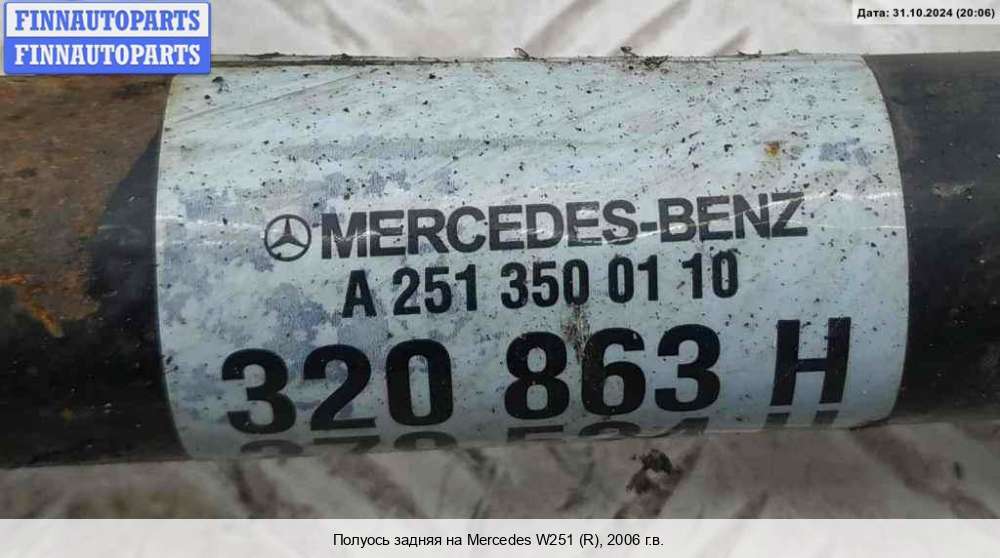 FINNAUTOPARTS
FINNAUTOPARTS
Дата: 31.10.2024 (20:06)
MERCEDES-BENZ
A 251 350 01 10
320 863 H
Полуось задняя на Mercedes W251 (R), 2006 г.в.